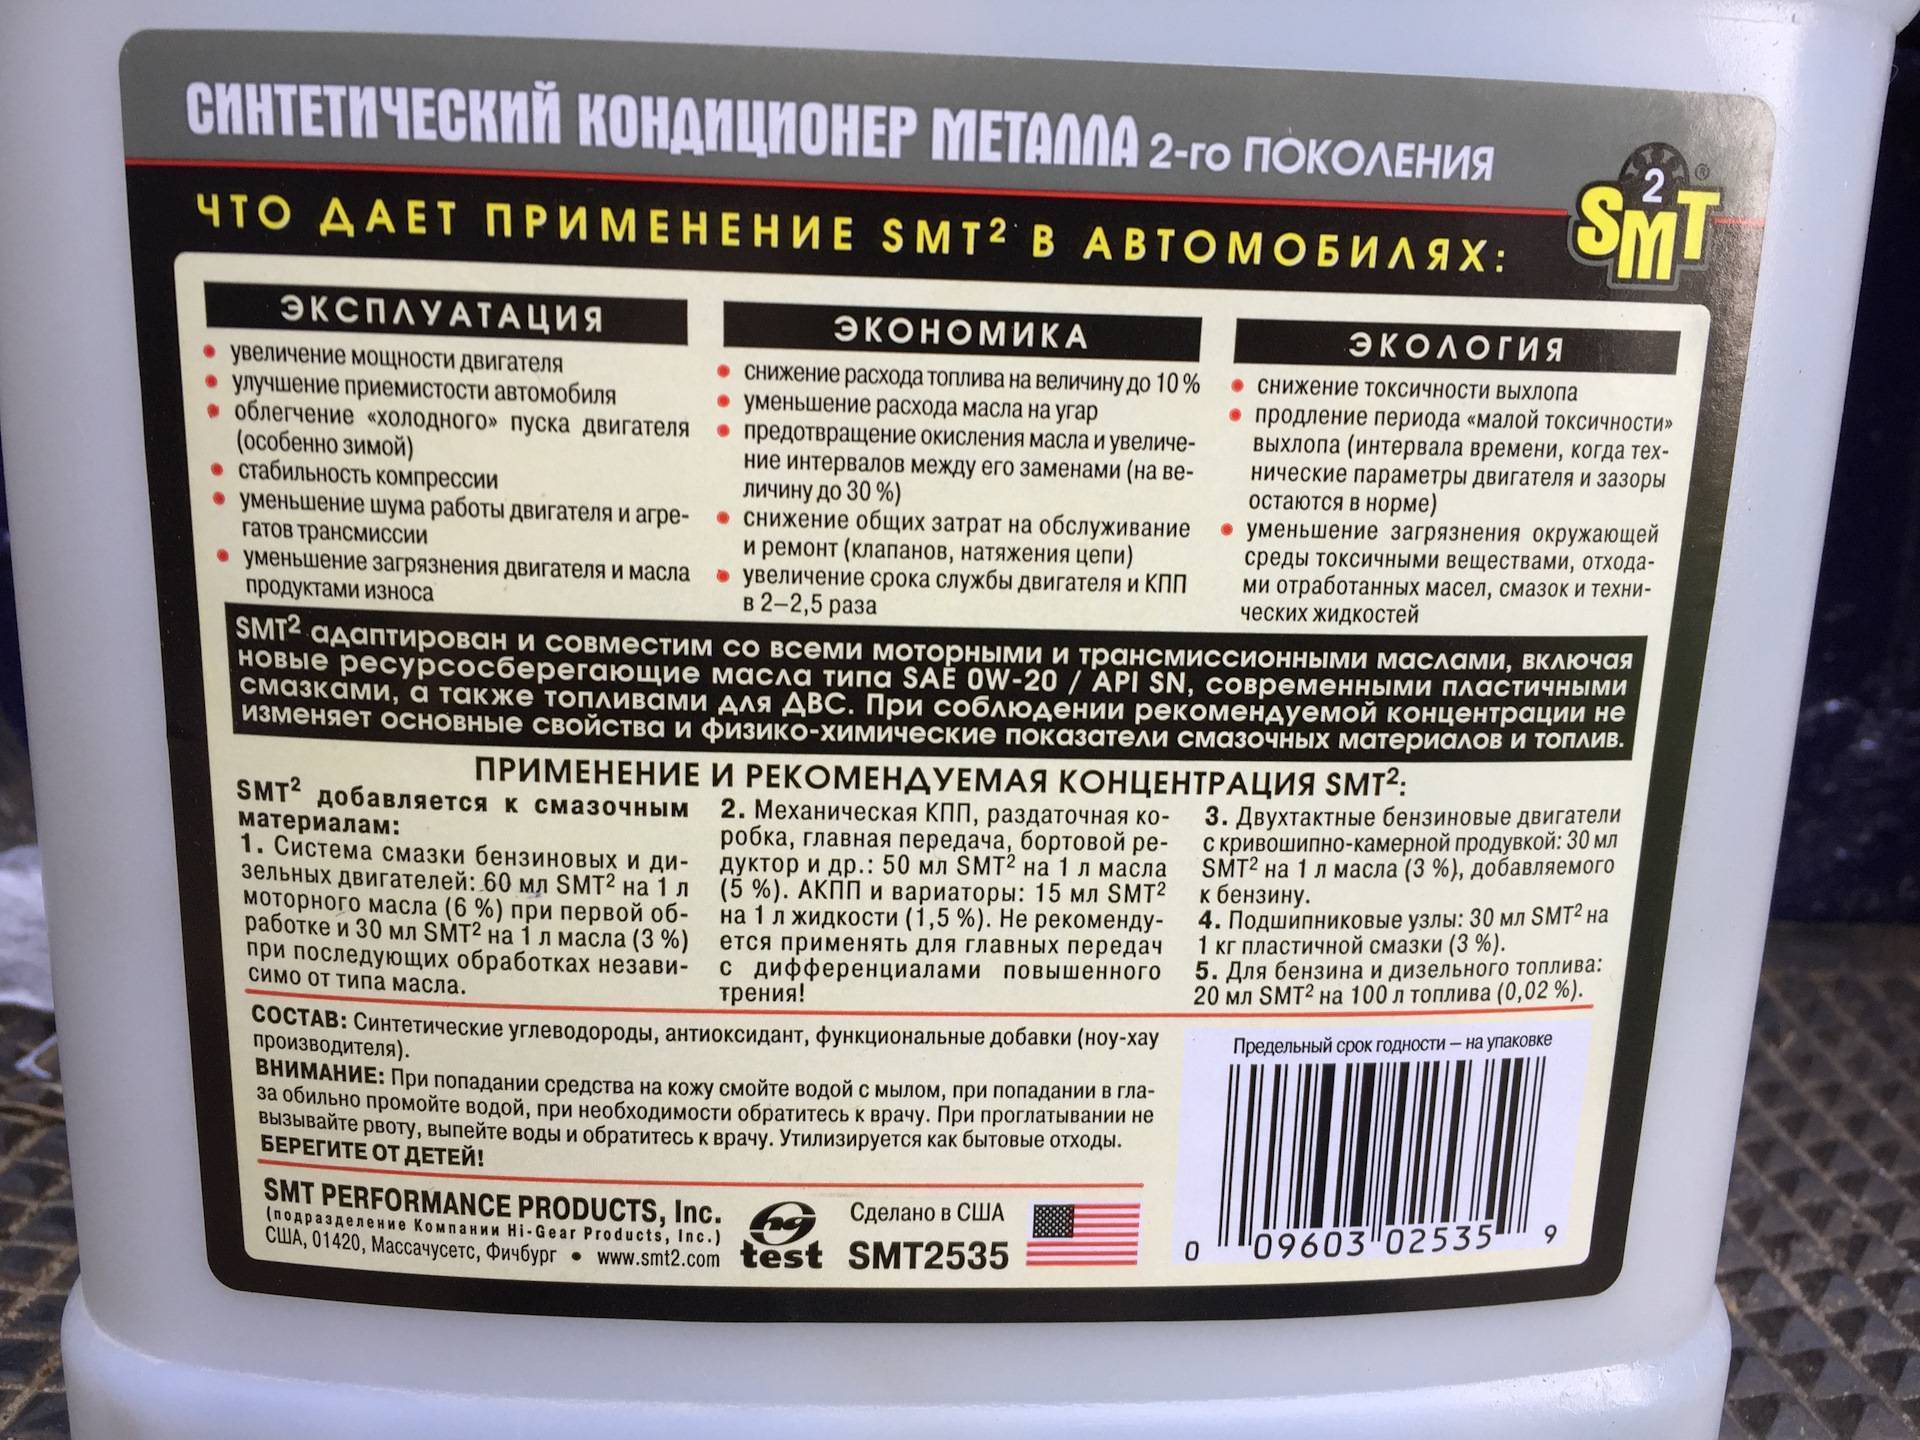 СИНТЕТИЧЕСКИЙ КОНДИЦИОНЕР МЕТАЛЛА 2-го ПОКОЛЕНИЯ
SMT 2 ®
ЧТО ДАЕТ ПРИМЕНЕНИЕ SMT² В АВТОМОБИЛЯХ:
ЭКСПЛУАТАЦИЯ
• увеличение мощности двигателя
• улучшение приемистости автомобиля
• облегчение «холодного» пуска двигателя
(особенно зимой)
• стабильность компрессии
• уменьшение шума работы двигателя и агре-
гатов трансмиссии
• уменьшение загрязнения двигателя и масла
продуктами износа
ЭКОНОМИКА
• снижение расхода топлива на величину до 10 %
• уменьшение расхода масла на угар
• предотвращение окисления масла и увеличе-
ние интервалов между его заменами (на ве-
личину до 30 %)
• снижение общих затрат на обслуживание
и ремонт (клапанов, натяжения цепи)
• увеличение срока службы двигателя и КПП
в 2–2,5 раза
ЭКОЛОГИЯ
• снижение токсичности выхлопа
• продление периода «малой токсичности»
выхлопа (интервала времени, когда тех-
нические параметры двигателя и зазоры
остаются в норме)
• уменьшение загрязнения окружающей
среды токсичными веществами, отхода-
ми отработанных масел, смазок и техни-
ческих жидкостей
SMT² адаптирован и совместим со всеми моторными и трансмиссионными маслами, включая
новые ресурсосберегающие масла типа SAE 0W-20 / API SN, современными пластичными
смазками, а также топливами для ДВС. При соблюдении рекомендуемой концентрации не
изменяет основные свойства и физико-химические показатели смазочных материалов и топлив.
ПРИМЕНЕНИЕ И РЕКОМЕНДУЕМАЯ КОНЦЕНТРАЦИЯ SMT²:
SMT² добавляется к смазочным
материалам:
1. Система смазки бензиновых и ди-
зельных двигателей: 60 мл SMT² на 1 л
моторного масла (6 %) при первой об-
работке и 30 мл SMT² на 1 л масла (3 %)
при последующих обработках незави-
симо от типа масла.
2. Механическая КПП, раздаточная ко-
робка, главная передача, бортовой ре-
дуктор и др.: 50 мл SMT² на 1 л масла
(5 %). АКПП и вариаторы: 15 мл SMT²
на 1 л жидкости (1,5 %). Не рекоменду-
ется применять для главных передач
с дифференциалами повышенного
трения!
3. Двухтактные бензиновые двигатели
с кривошипно-камерной продувкой: 30 мл
SMT² на 1 л масла (3 %), добавляемого
к бензину.
4. Подшипниковые узлы: 30 мл SMT² на
1 кг пластичной смазки (3 %).
5. Для бензина и дизельного топлива:
20 мл SMT² на 100 л топлива (0,02 %).
СОСТАВ: Синтетические углеводороды, антиоксидант, функциональные добавки (ноу-хау
производителя).
ВНИМАНИЕ: При попадании средства на кожу смойте водой с мылом, при попадании в гла-
за обильно промойте водой, при необходимости обратитесь к врачу. При проглатывании не
вызывайте рвоту, выпейте воды и обратитесь к врачу. Утилизируется как бытовые отходы.
БЕРЕГИТЕ ОТ ДЕТЕЙ!
SMT PERFORMANCE PRODUCTS, Inc.
(подразделение Компании Hi-Gear Products, Inc.)
США, 01420, Массачусетс, Фичбург • www.smt2.com
hg
test
Сделано в США
SMT2535
Предельный срок годности – на упаковке
0 09603 02535 9